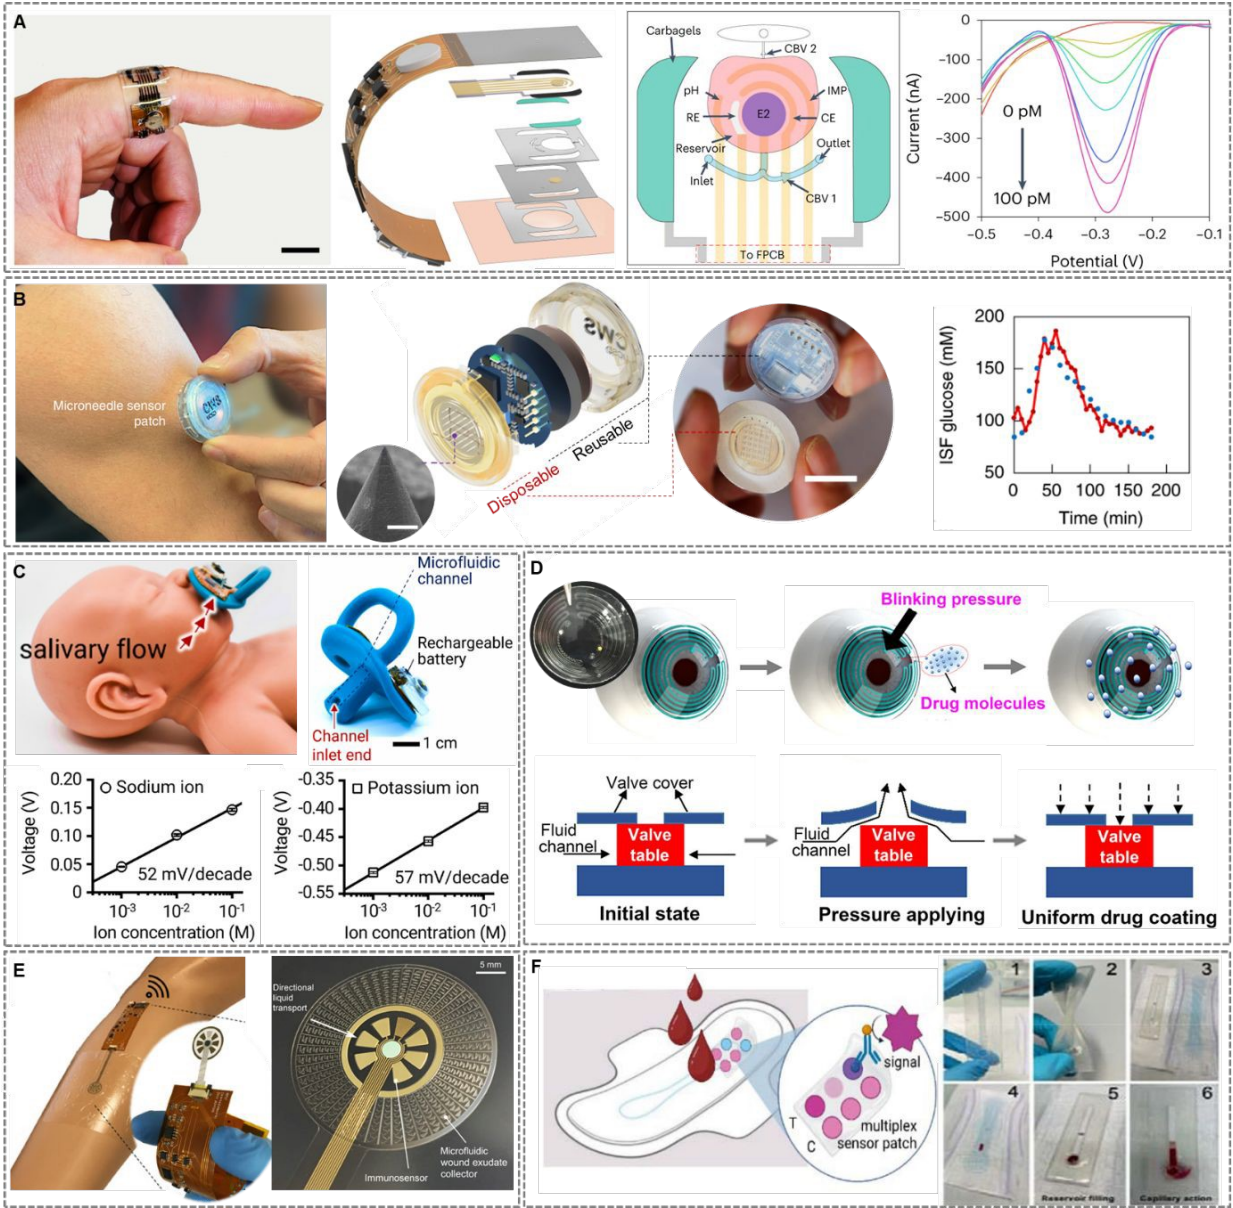 A
Carbagels
CBV 2
pH
IMP
RE
E2
CE
Reservoir
Outlet
Inlet
CBV 1
To FPCB
Current (nA)
0
−100
−200
−300
−400
−500
0 pM
100 pM
−0.5
−0.4
−0.3
−0.2
−0.1
Potential (V)
B
Microneedle sensor
patch
CWS
UCSD
CWS
Disposable
Reusable
ISF glucose (mM)
200
150
100
50
0
50
100
150
200
Time (min)
C
salivary flow
Microfluidic
channel
Rechargeable
battery
Channel
inlet end
1 cm
Voltage (V)
0.20
0.15
0.10
0.05
0
Sodium ion
52 mV/decade
10-3
10-2
10-1
Ion concentration (M)
Voltage (V)
-0.35
-0.40
-0.45
-0.50
-0.55
Potassium ion
57 mV/decade
10-3
10-2
10-1
Ion concentration (M)
D
Blinking pressure
Drug molecules
Valve cover
Fluid
channel
Valve
table
Initial state
Fluid
channel
Valve
table
Pressure applying
Valve
table
Uniform drug coating
E
5 mm
Directional
liquid
transport
Microfluidic
wound exudate
collector
Immunosensor
F
signal
multiplex
sensor patch
T
C
1
2
3
4
5
6
Reservoir filling
Capillary action